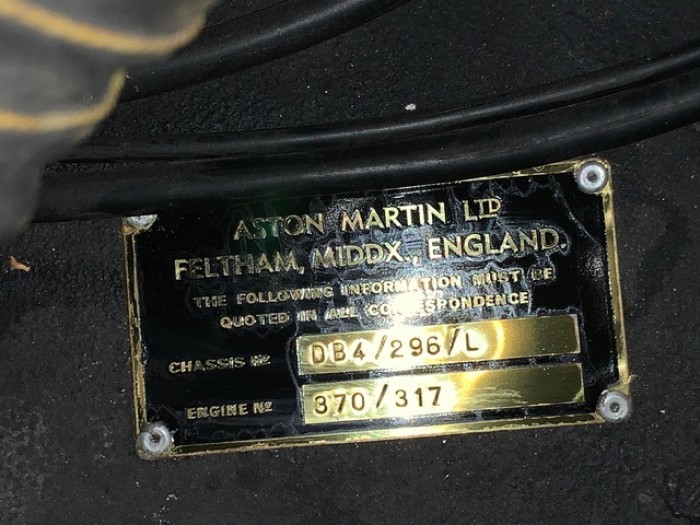 ASTON MARTIN LTD
FELTHAM, MIDDX., ENGLAND.
THE FOLLOWING INFORMATION MUST BE
QUOTED IN ALL CORRESPONDENCE
CHASSIS No DB4/296/L
ENGINE No 370/317